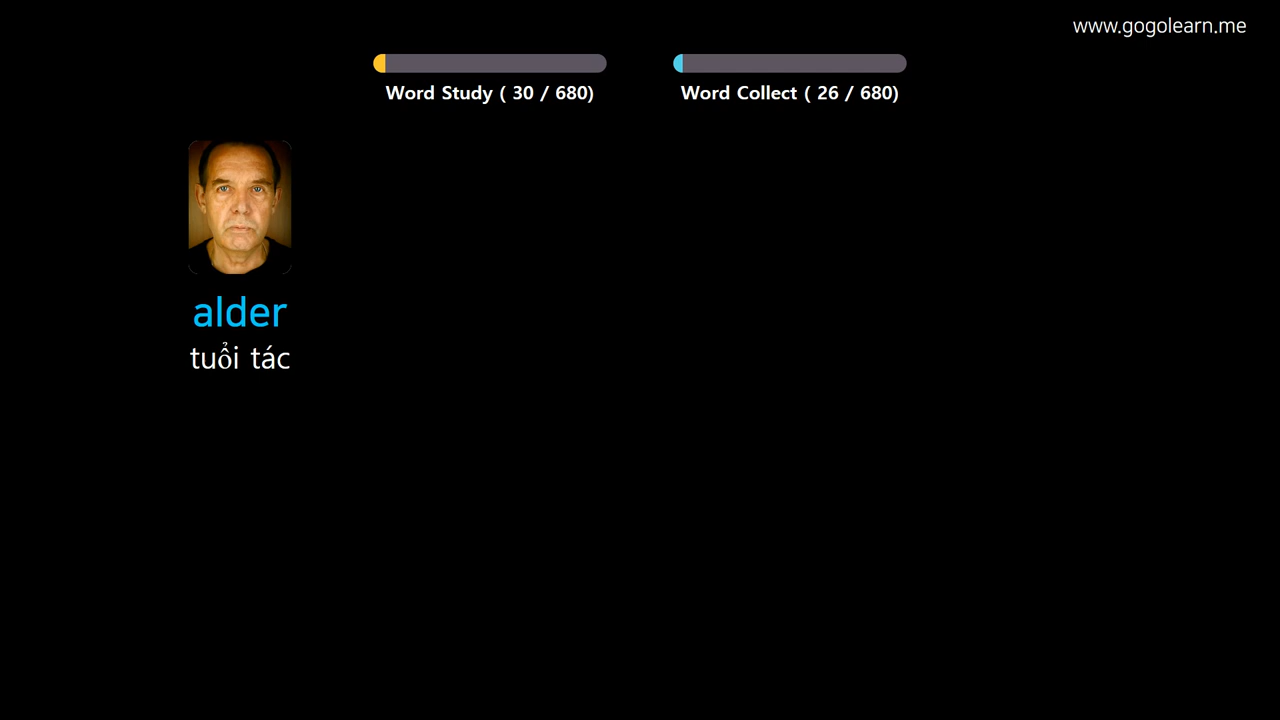 www.gogolearn.me
Word Study ( 30 / 680)
Word Collect ( 26 / 680)
alder
tuổi tác